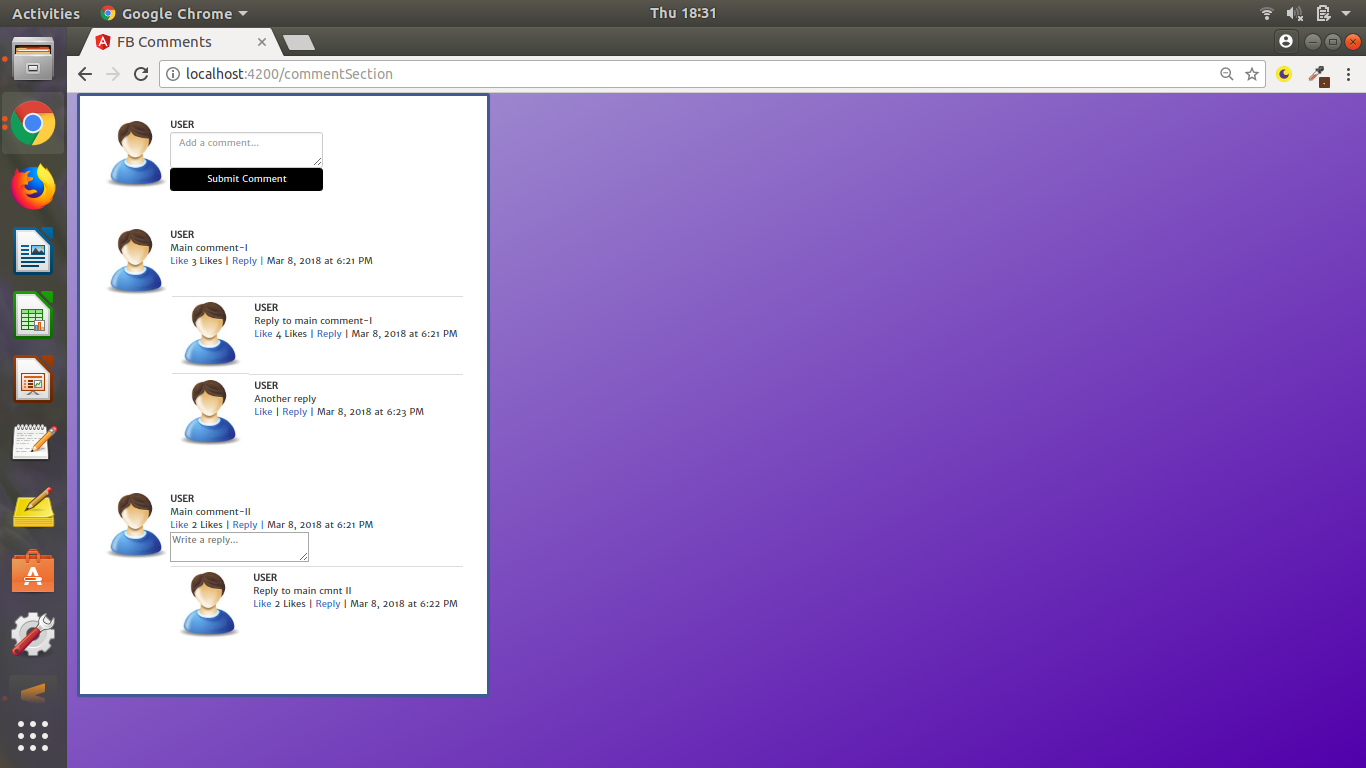 Activities Google Chrome Thu 18:31
FB Comments
localhost:4200/commentSection
USER
Add a comment...
Submit Comment
USER
Main comment-I
Like 3 Likes | Reply | Mar 8, 2018 at 6:21 PM
USER
Reply to main comment-I
Like 4 Likes | Reply | Mar 8, 2018 at 6:21 PM
USER
Another reply
Like | Reply | Mar 8, 2018 at 6:23 PM
USER
Main comment-II
Like 2 Likes | Reply | Mar 8, 2018 at 6:21 PM
Write a reply...
USER
Reply to main cmnt II
Like 2 Likes | Reply | Mar 8, 2018 at 6:22 PM